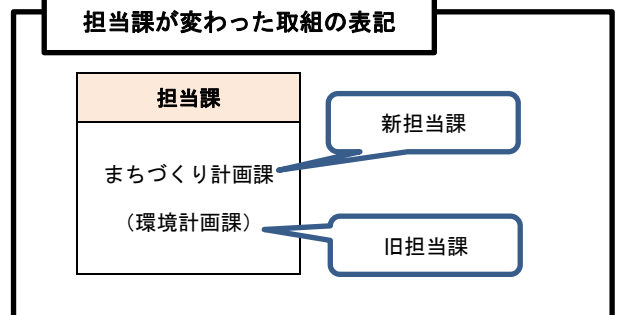 担当課が変わった取組の表記
担当課
新担当課
まちづくり計画課
（環境計画課）
旧担当課